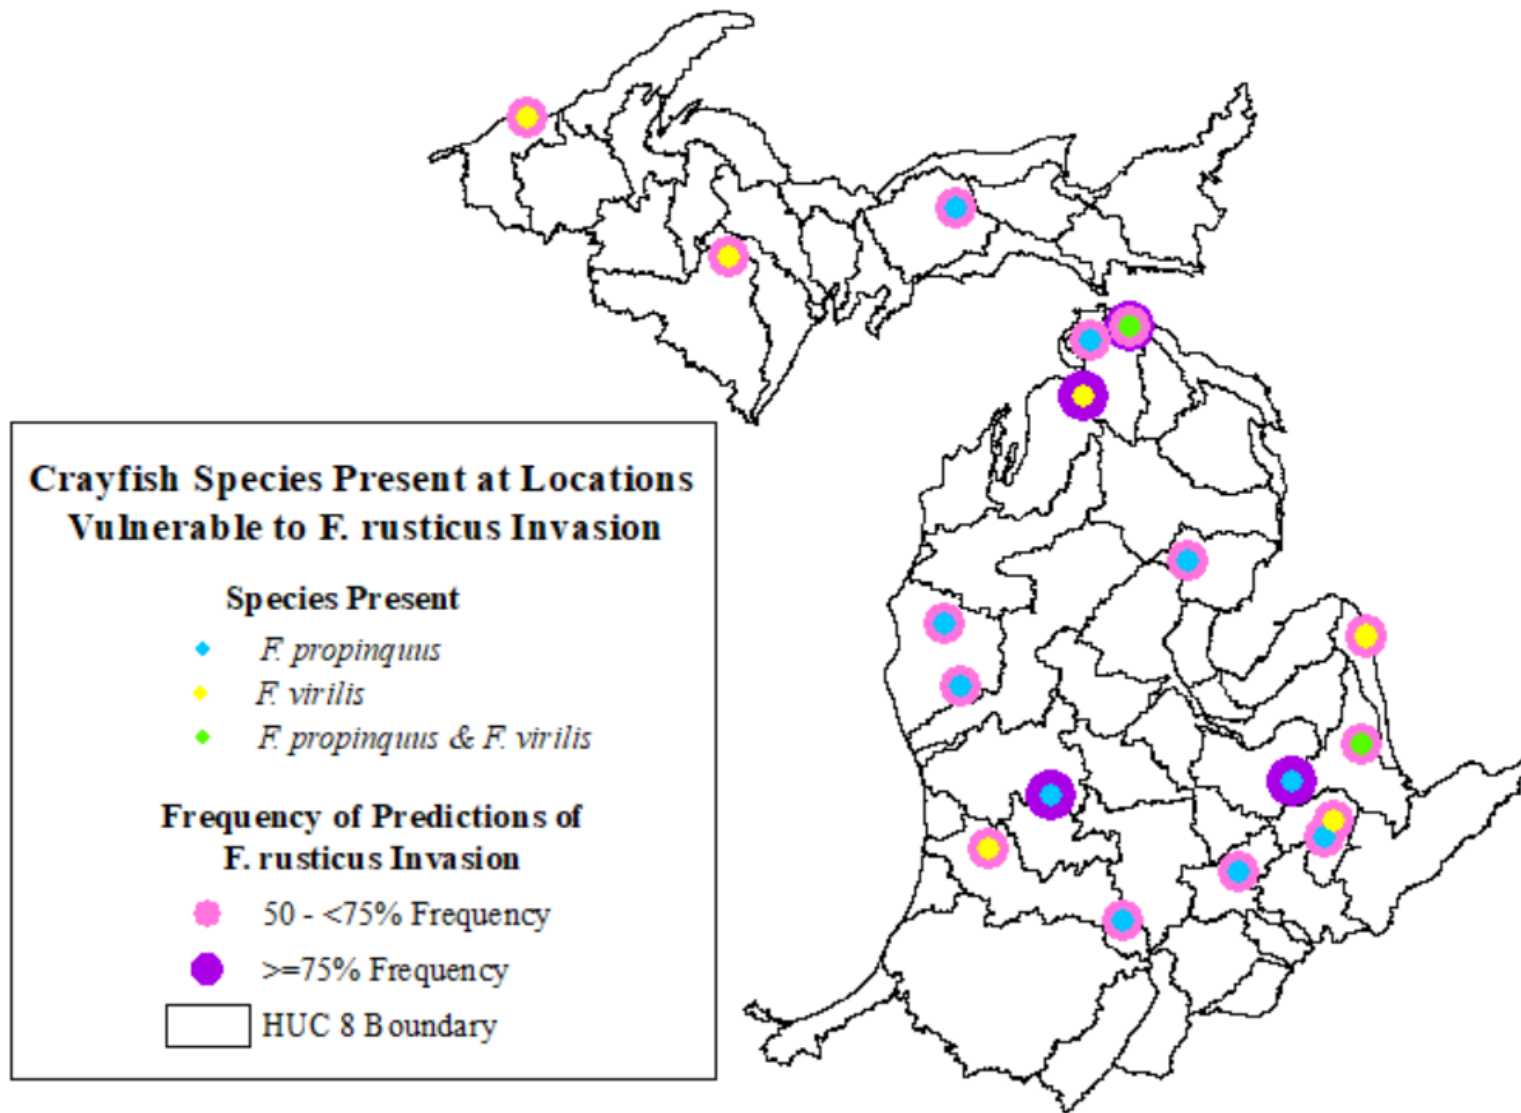 Crayfish Species Present at Locations
Vulnerable to F. rusticus Invasion
Species Present
F. propinquus
F. virilis
F. propinquus & F. virilis
Frequency of Predictions of
F. rusticus Invasion
50 - <75% Frequency
>=75% Frequency
HUC 8 Boundary